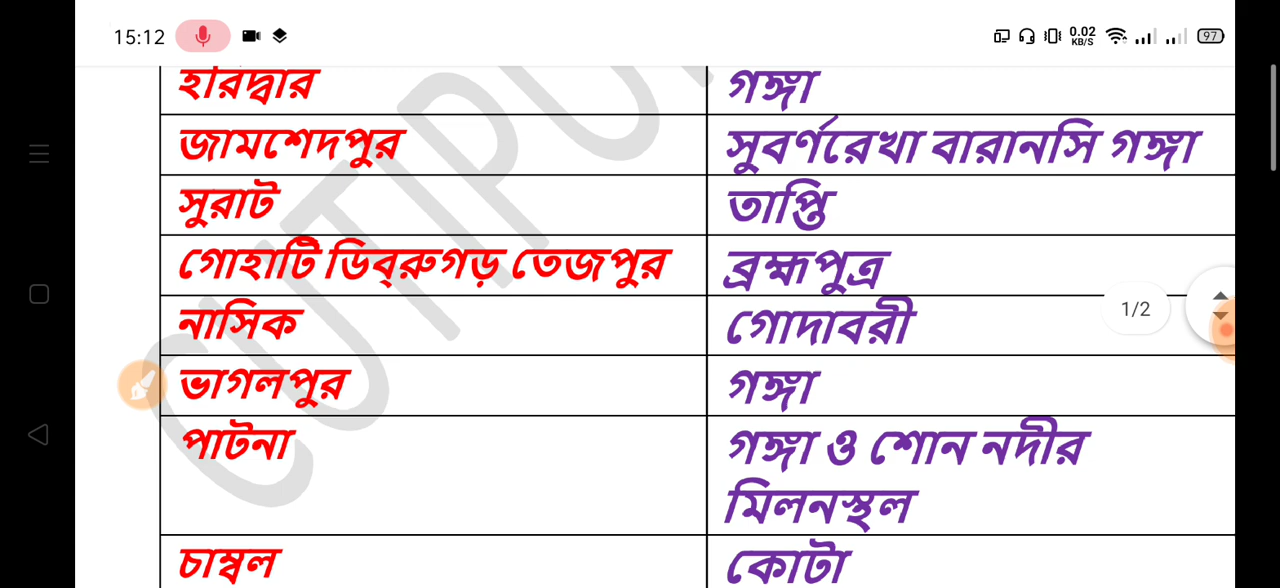 15:12 0.02 KB/S 97
হরিদ্বার গঙ্গা
জামশেদপুর সুবর্ণরেখা বারানসি গঙ্গা
সুরাট তাপ্তি
গোহাটি ডিব্রুগড় তেজপুর ব্রহ্মপুত্র
নাসিক গোদাবরী
1/2
ভাগলপুর গঙ্গা
পাটনা গঙ্গা ও শোন নদীর
মিলনস্থল
চাম্বল কোটা